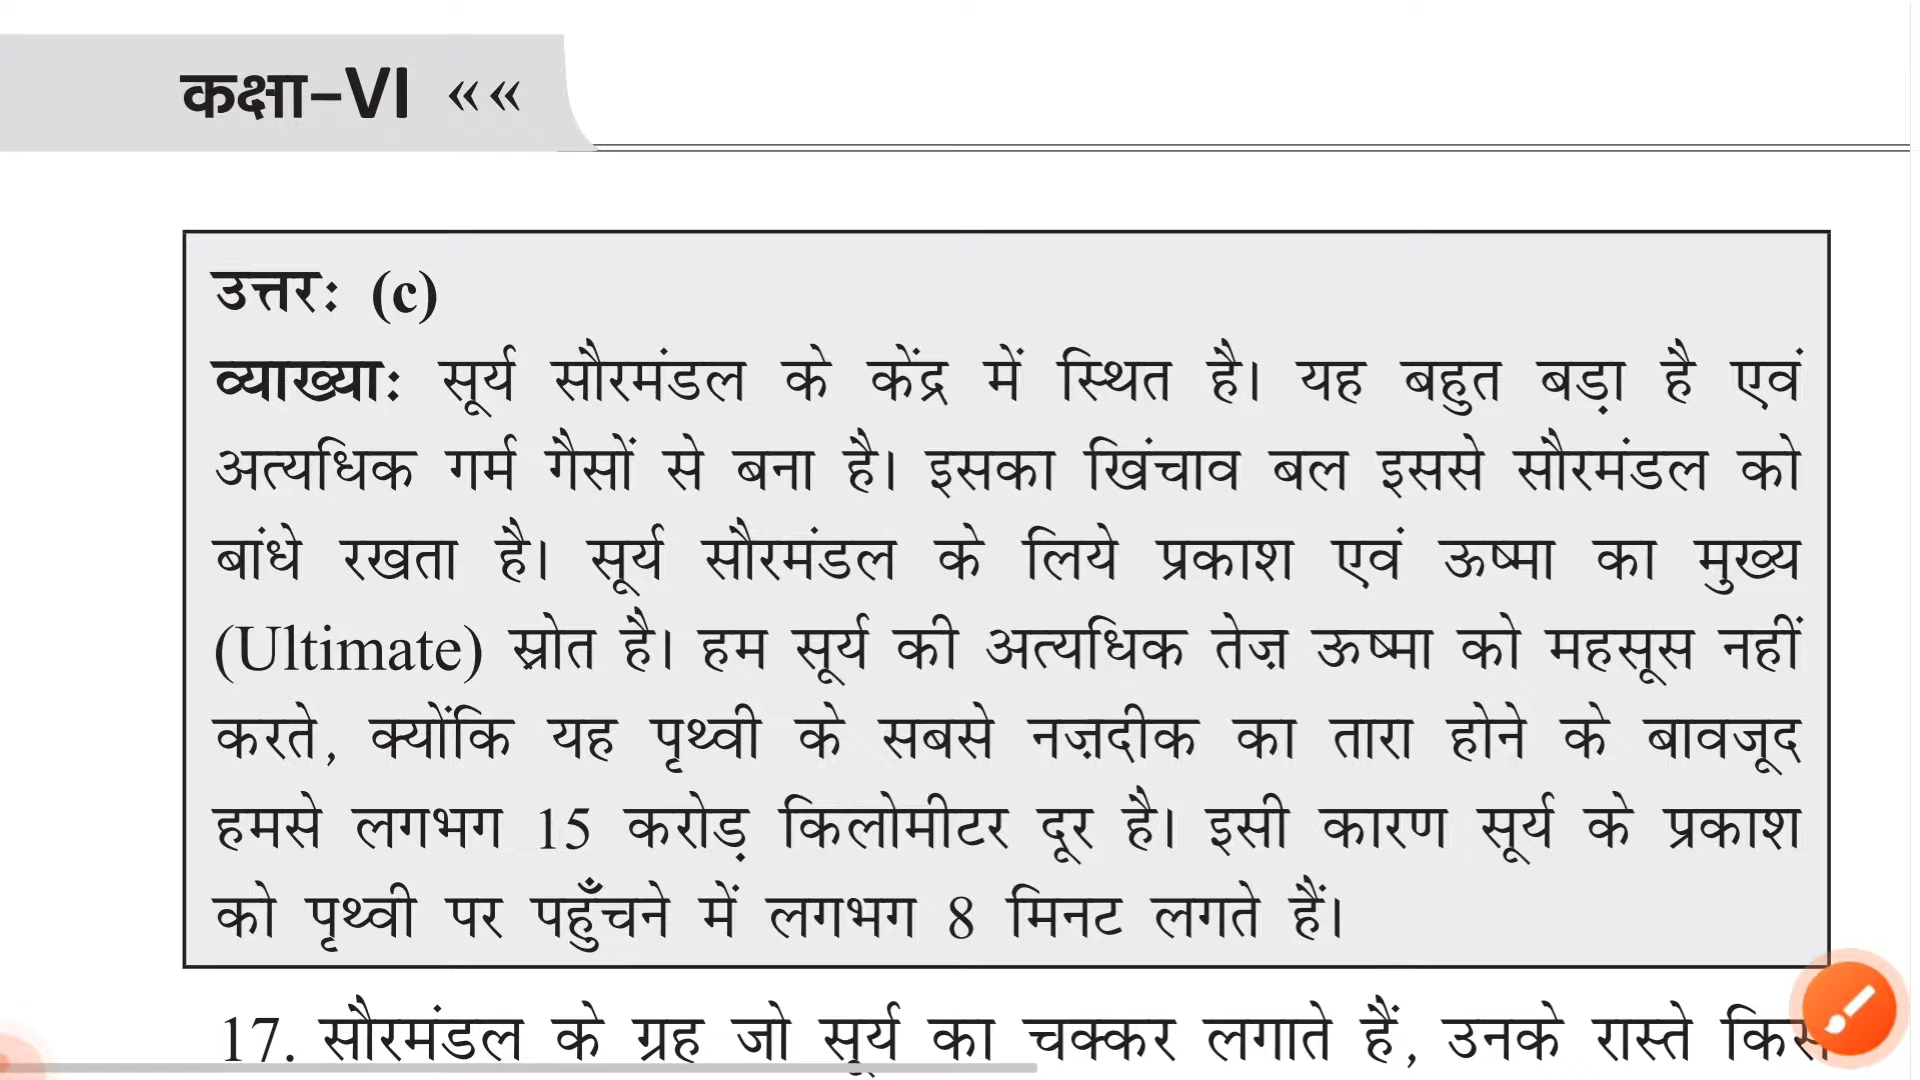 कक्षा–VI ««
उत्तरः (c)
व्याख्याः सूर्य सौरमंडल के केंद्र में स्थित है। यह बहुत बड़ा है एवं
अत्यधिक गर्म गैसों से बना है। इसका खिंचाव बल इससे सौरमंडल को
बांधे रखता है। सूर्य सौरमंडल के लिये प्रकाश एवं ऊष्मा का मुख्य
(Ultimate) स्रोत है। हम सूर्य की अत्यधिक तेज़ ऊष्मा को महसूस नहीं
करते, क्योंकि यह पृथ्वी के सबसे नज़दीक का तारा होने के बावजूद
हमसे लगभग 15 करोड़ किलोमीटर दूर है। इसी कारण सूर्य के प्रकाश
को पृथ्वी पर पहुँचने में लगभग 8 मिनट लगते हैं।
17. सौरमंडल के ग्रह जो सूर्य का चक्कर लगाते हैं, उनके रास्ते किस